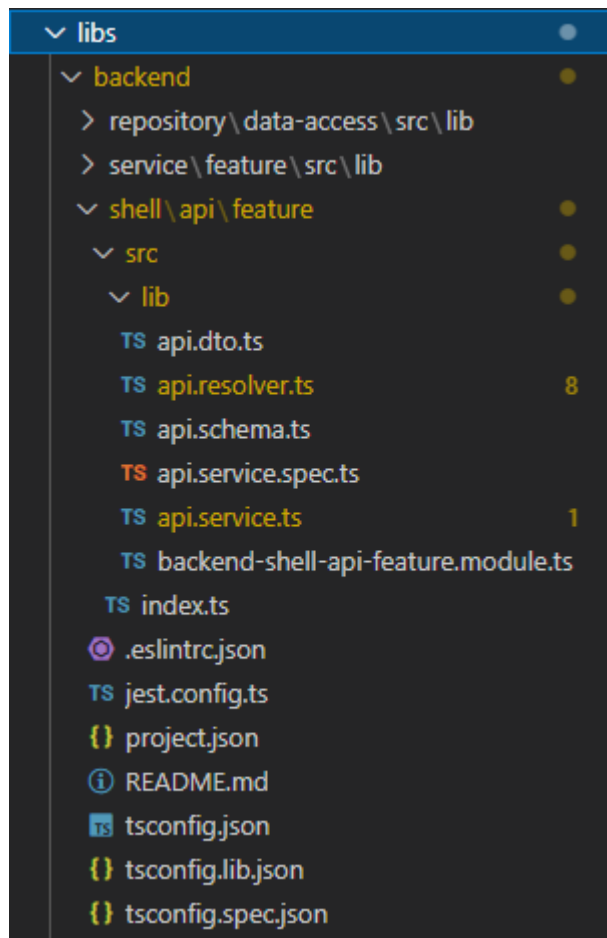 libs
backend
repository\data-access\src\lib
service\feature\src\lib
shell\api\feature
src
lib
TS api.dto.ts
TS api.resolver.ts 8
TS api.schema.ts
TS api.service.spec.ts
TS api.service.ts 1
TS backend-shell-api-feature.module.ts
TS index.ts
.eslintrc.json
TS jest.config.ts
{} project.json
README.md
TS tsconfig.json
{} tsconfig.lib.json
{} tsconfig.spec.json